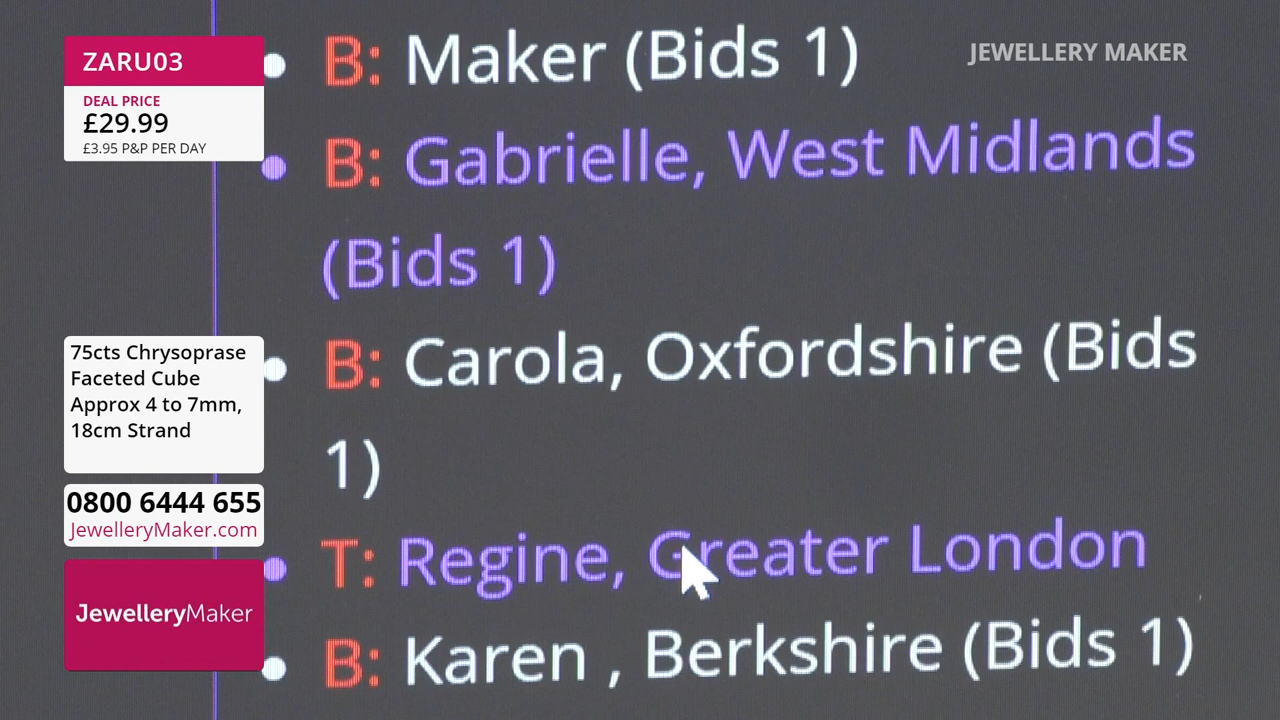 ZARU03
DEAL PRICE
£29.99
£3.95 P&P PER DAY
JEWELLERY MAKER
B: Maker (Bids 1)
B: Gabrielle, West Midlands
(Bids 1)
B: Carola, Oxfordshire (Bids
1)
T: Regine, Greater London
B: Karen , Berkshire (Bids 1)
75cts Chrysoprase
Faceted Cube
Approx 4 to 7mm,
18cm Strand
0800 6444 655
JewelleryMaker.com
JewelleryMaker